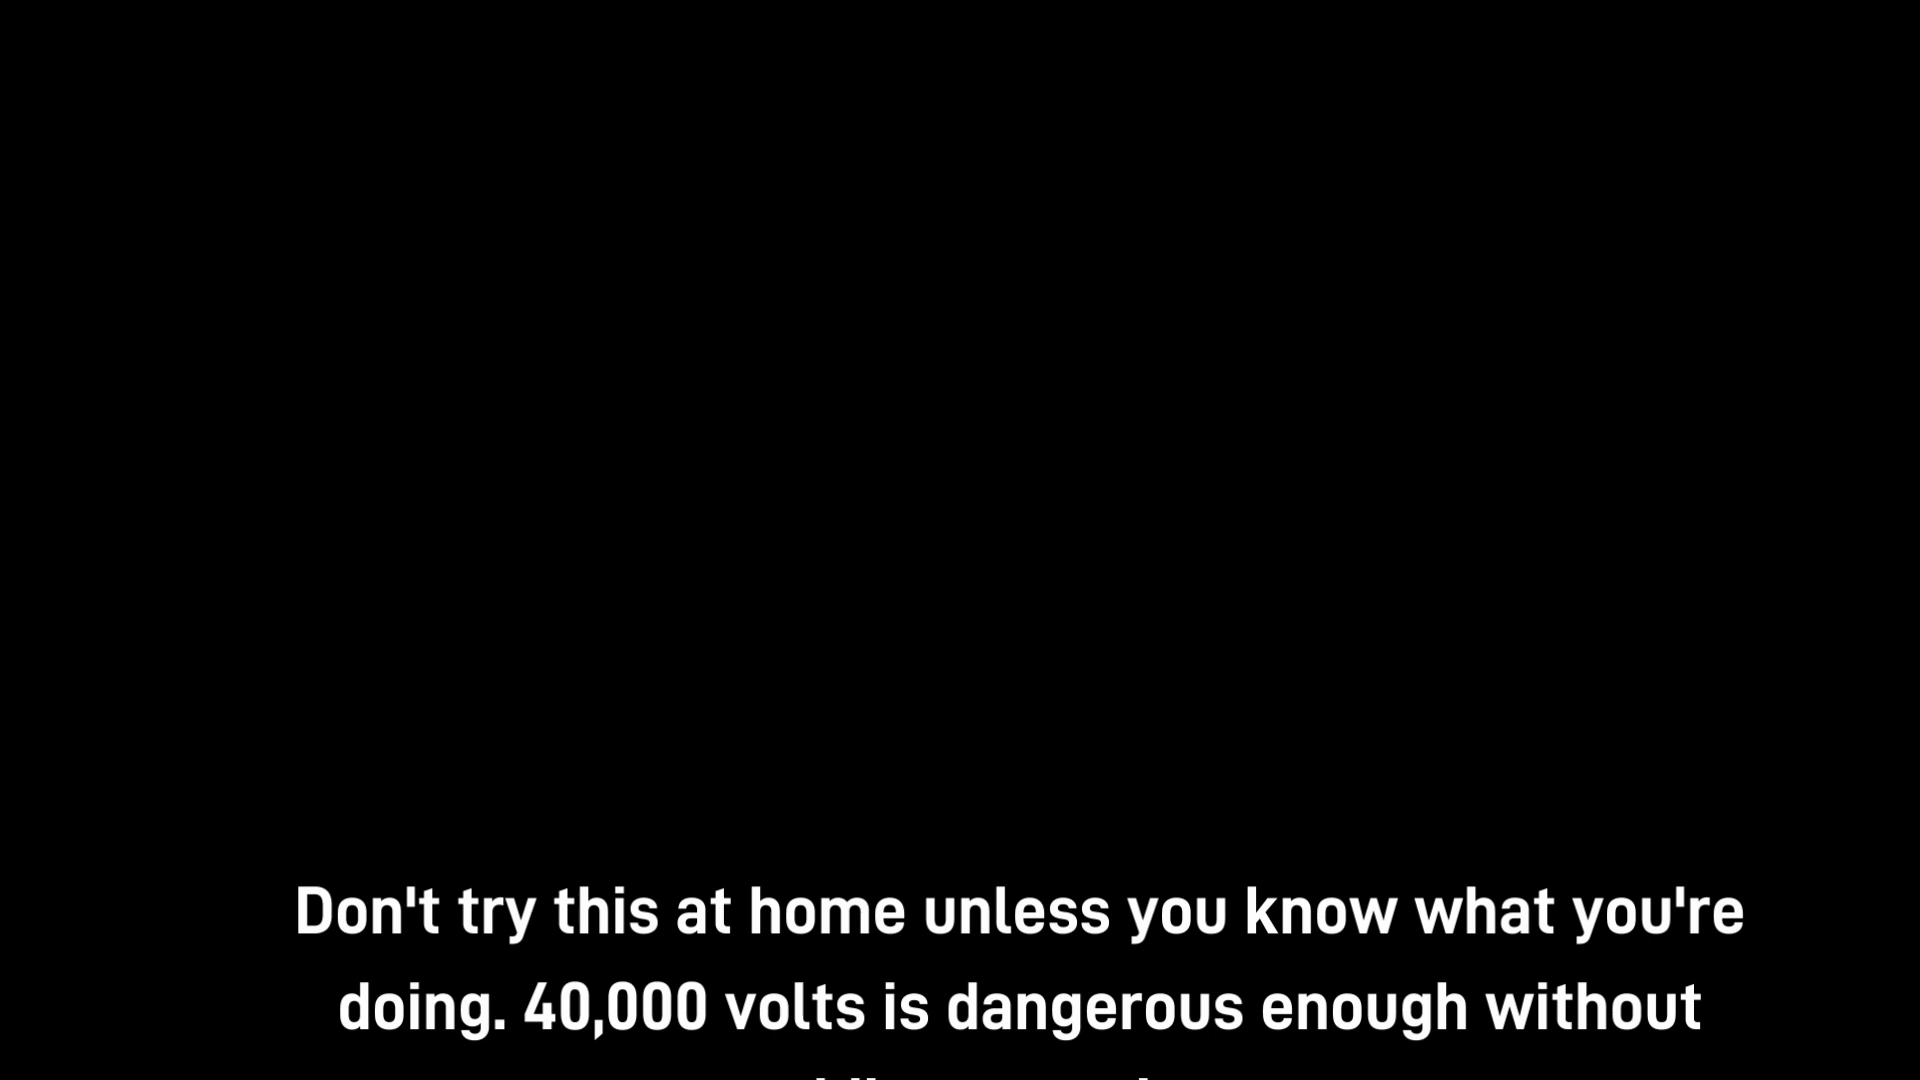 Don't try this at home unless you know what you're
doing. 40,000 volts is dangerous enough without